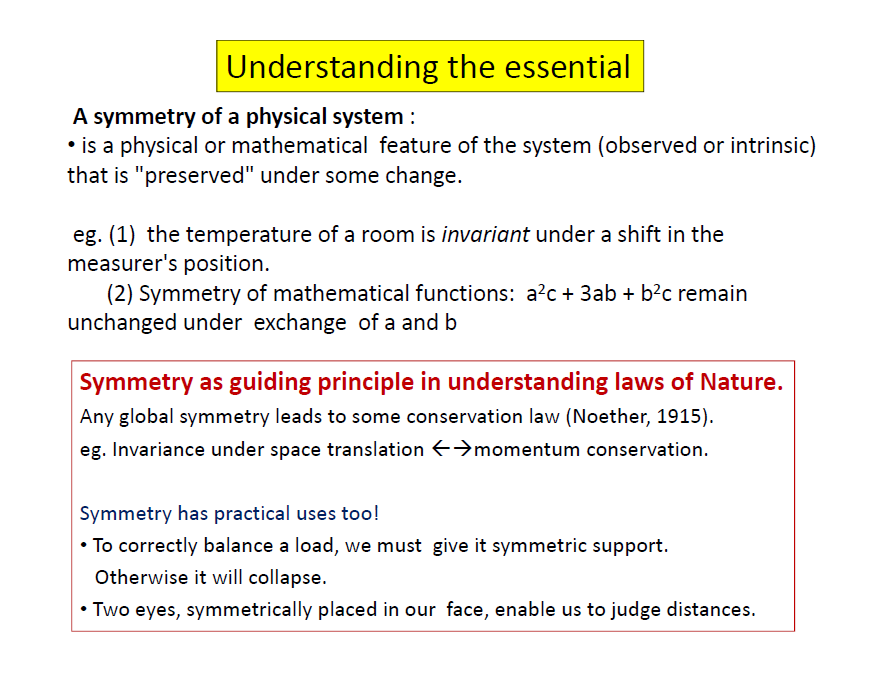 Understanding the essential
A symmetry of a physical system :
• is a physical or mathematical feature of the system (observed or intrinsic)
that is "preserved" under some change.
eg. (1) the temperature of a room is invariant under a shift in the
measurer's position.
(2) Symmetry of mathematical functions: a²c + 3ab + b²c remain
unchanged under exchange of a and b
Symmetry as guiding principle in understanding laws of Nature.
Any global symmetry leads to some conservation law (Noether, 1915).
eg. Invariance under space translation ←→momentum conservation.
Symmetry has practical uses too!
• To correctly balance a load, we must give it symmetric support.
Otherwise it will collapse.
• Two eyes, symmetrically placed in our face, enable us to judge distances.